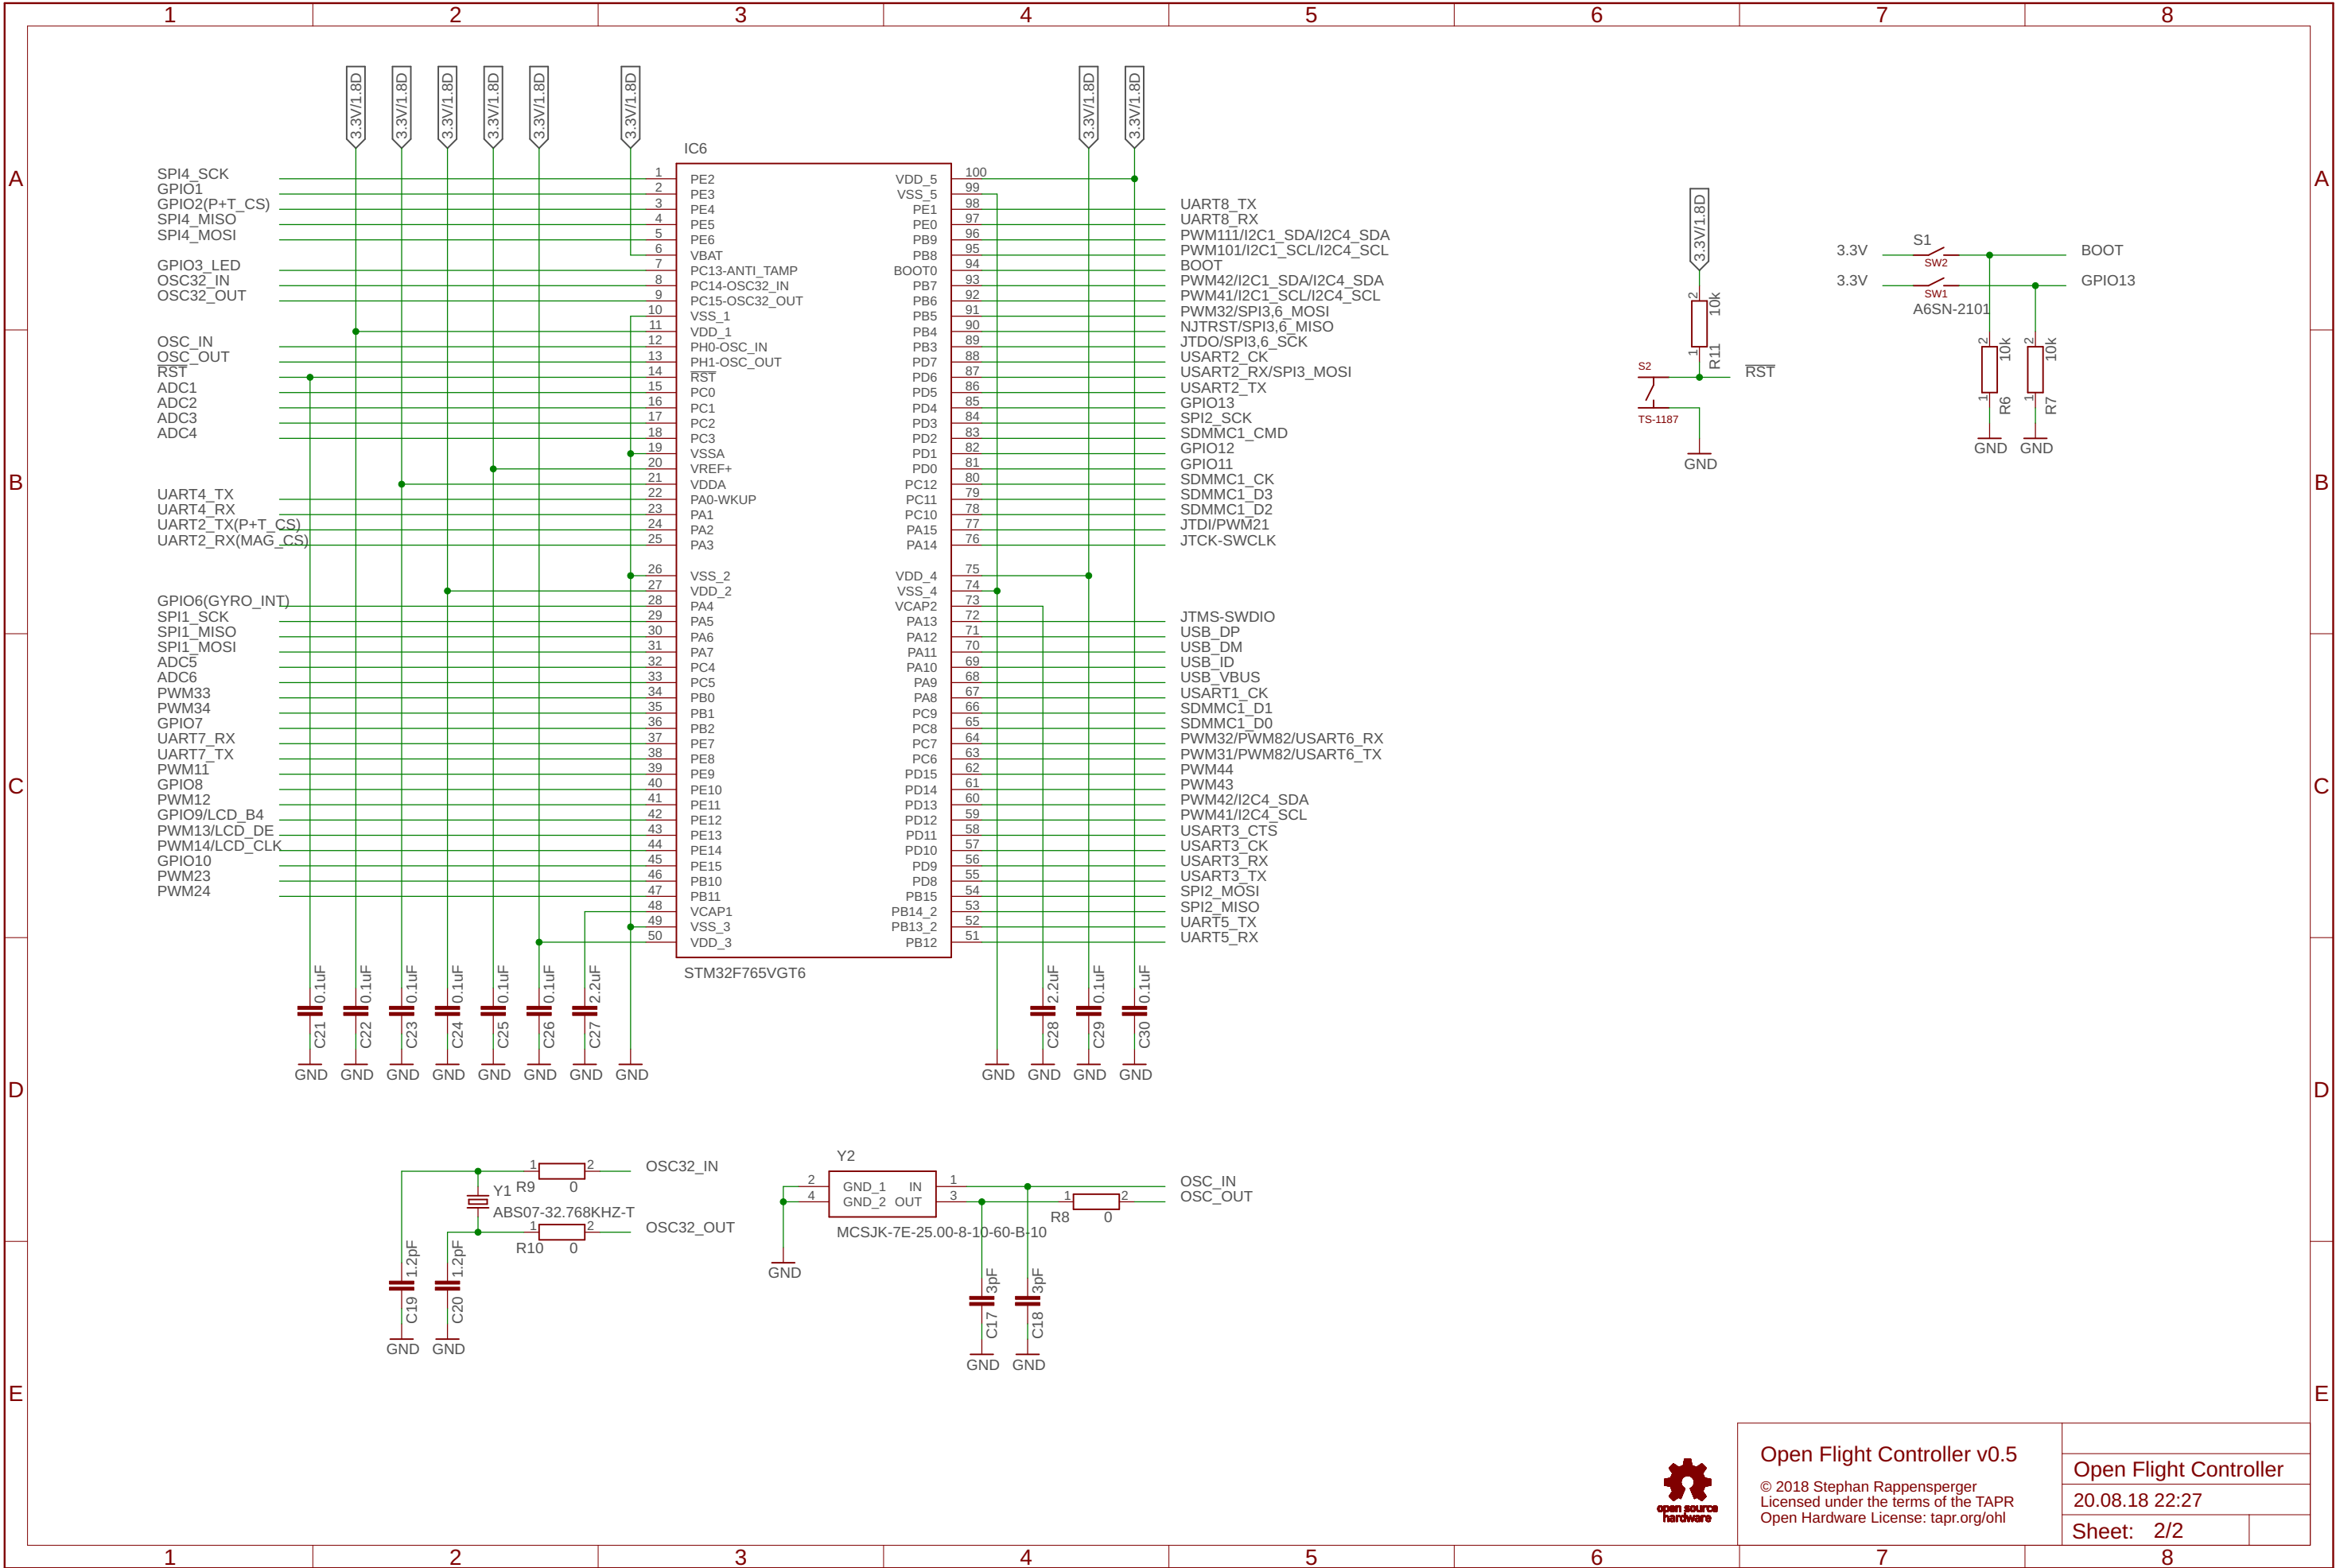 1 2 3 4 5 6 7 8
A A
B B
C C
D D
E E
3.3V/1.8D
3.3V/1.8D
3.3V/1.8D
3.3V/1.8D
3.3V/1.8D
3.3V/1.8D
3.3V/1.8D
3.3V/1.8D
IC6
SPI4_SCK 1 PE2 VDD_5 100
GPIO1 2 PE3 VSS_5 99
GPIO2(P+T_CS) 3 PE4 PE1 98 UART8_TX
SPI4_MISO 4 PE5 PE0 97 UART8_RX
SPI4_MOSI 5 PE6 PB9 96 PWM111/I2C1_SDA/I2C4_SDA
6 VBAT PB8 95 PWM101/I2C1_SCL/I2C4_SCL
GPIO3_LED 7 PC13-ANTI_TAMP BOOT0 94 BOOT
OSC32_IN 8 PC14-OSC32_IN PB7 93 PWM42/I2C1_SDA/I2C4_SDA
OSC32_OUT 9 PC15-OSC32_OUT PB6 92 PWM41/I2C1_SCL/I2C4_SCL
10 VSS_1 PB5 91 PWM32/SPI3,6_MOSI
11 VDD_1 PB4 90 NJTRST/SPI3,6_MISO
OSC_IN 12 PH0-OSC_IN PB3 89 JTDO/SPI3,6_SCK
OSC_OUT 13 PH1-OSC_OUT PD7 88 USART2_CK
RST 14 RST PD6 87 USART2_RX/SPI3_MOSI
ADC1 15 PC0 PD5 86 USART2_TX
ADC2 16 PC1 PD4 85 GPIO13
ADC3 17 PC2 PD3 84 SPI2_SCK
ADC4 18 PC3 PD2 83 SDMMC1_CMD
19 VSSA PD1 82 GPIO12
20 VREF+ PD0 81 GPIO11
21 VDDA PC12 80 SDMMC1_CK
UART4_TX 22 PA0-WKUP PC11 79 SDMMC1_D3
UART4_RX 23 PA1 PC10 78 SDMMC1_D2
UART2_TX(P+T_CS) 24 PA2 PA15 77 JTDI/PWM21
UART2_RX(MAG_CS) 25 PA3 PA14 76 JTCK-SWCLK
26 VSS_2 VDD_4 75
27 VDD_2 VSS_4 74
GPIO6(GYRO_INT) 28 PA4 VCAP2 73
SPI1_SCK 29 PA5 PA13 72 JTMS-SWDIO
SPI1_MISO 30 PA6 PA12 71 USB_DP
SPI1_MOSI 31 PA7 PA11 70 USB_DM
ADC5 32 PC4 PA10 69 USB_ID
ADC6 33 PC5 PA9 68 USB_VBUS
PWM33 34 PB0 PA8 67 USART1_CK
PWM34 35 PB1 PC9 66 SDMMC1_D1
GPIO7 36 PB2 PC8 65 SDMMC1_D0
UART7_RX 37 PE7 PC7 64 PWM32/PWM82/USART6_RX
UART7_TX 38 PE8 PC6 63 PWM31/PWM82/USART6_TX
PWM11 39 PE9 PD15 62 PWM44
GPIO8 40 PE10 PD14 61 PWM43
PWM12 41 PE11 PD13 60 PWM42/I2C4_SDA
GPIO9/LCD_B4 42 PE12 PD12 59 PWM41/I2C4_SCL
PWM13/LCD_DE 43 PE13 PD11 58 USART3_CTS
PWM14/LCD_CLK 44 PE14 PD10 57 USART3_CK
GPIO10 45 PE15 PD9 56 USART3_RX
PWM23 46 PB10 PD8 55 USART3_TX
PWM24 47 PB11 PB15 54 SPI2_MOSI
48 VCAP1 PB14_2 53 SPI2_MISO
49 VSS_3 PB13_2 52 UART5_TX
50 VDD_3 PB12 51 UART5_RX
STM32F765VGT6
C21 0.1uF
C22 0.1uF
C23 0.1uF
C24 0.1uF
C25 0.1uF
C26 0.1uF
C27 2.2uF
C28 2.2uF
C29 0.1uF
C30 0.1uF
GND GND GND GND GND GND GND GND GND GND GND GND
3.3V/1.8D
2 10k
1 R11
S2
RST
TS-1187
GND
3.3V S1 SW2 BOOT
3.3V SW1 GPIO13
A6SN-2101
2 10k 2 10k
1 R6 1 R7
GND GND
1 2 OSC32_IN
R9 0
Y1
ABS07-32.768KHZ-T
1 2 OSC32_OUT
R10 0
C19 1.2pF
C20 1.2pF
GND GND
Y2
2 GND_1 IN 1 OSC_IN
4 GND_2 OUT 3 1 2 OSC_OUT
R8 0
MCSJK-7E-25.00-8-10-60-B-10
GND
C17 3pF
C18 3pF
GND GND
open source
hardware
Open Flight Controller v0.5
© 2018 Stephan Rappensperger
Licensed under the terms of the TAPR
Open Hardware License: tapr.org/ohl
Open Flight Controller
20.08.18 22:27
Sheet: 2/2
1 2 3 4 5 6 7 8